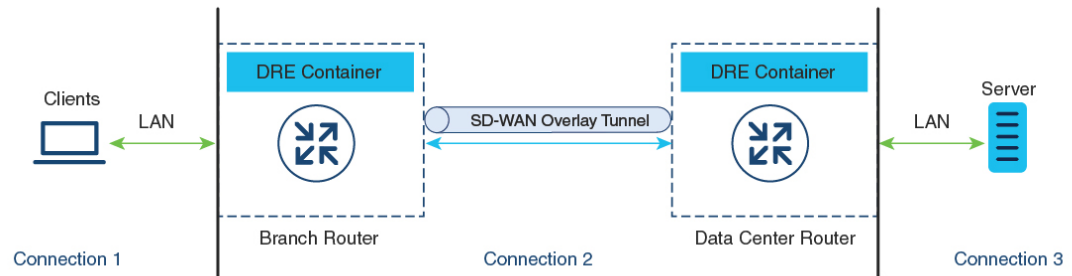 DRE Container
DRE Container
Clients
Server
LAN
SD-WAN Overlay Tunnel
LAN
Branch Router
Data Center Router
Connection 1
Connection 2
Connection 3